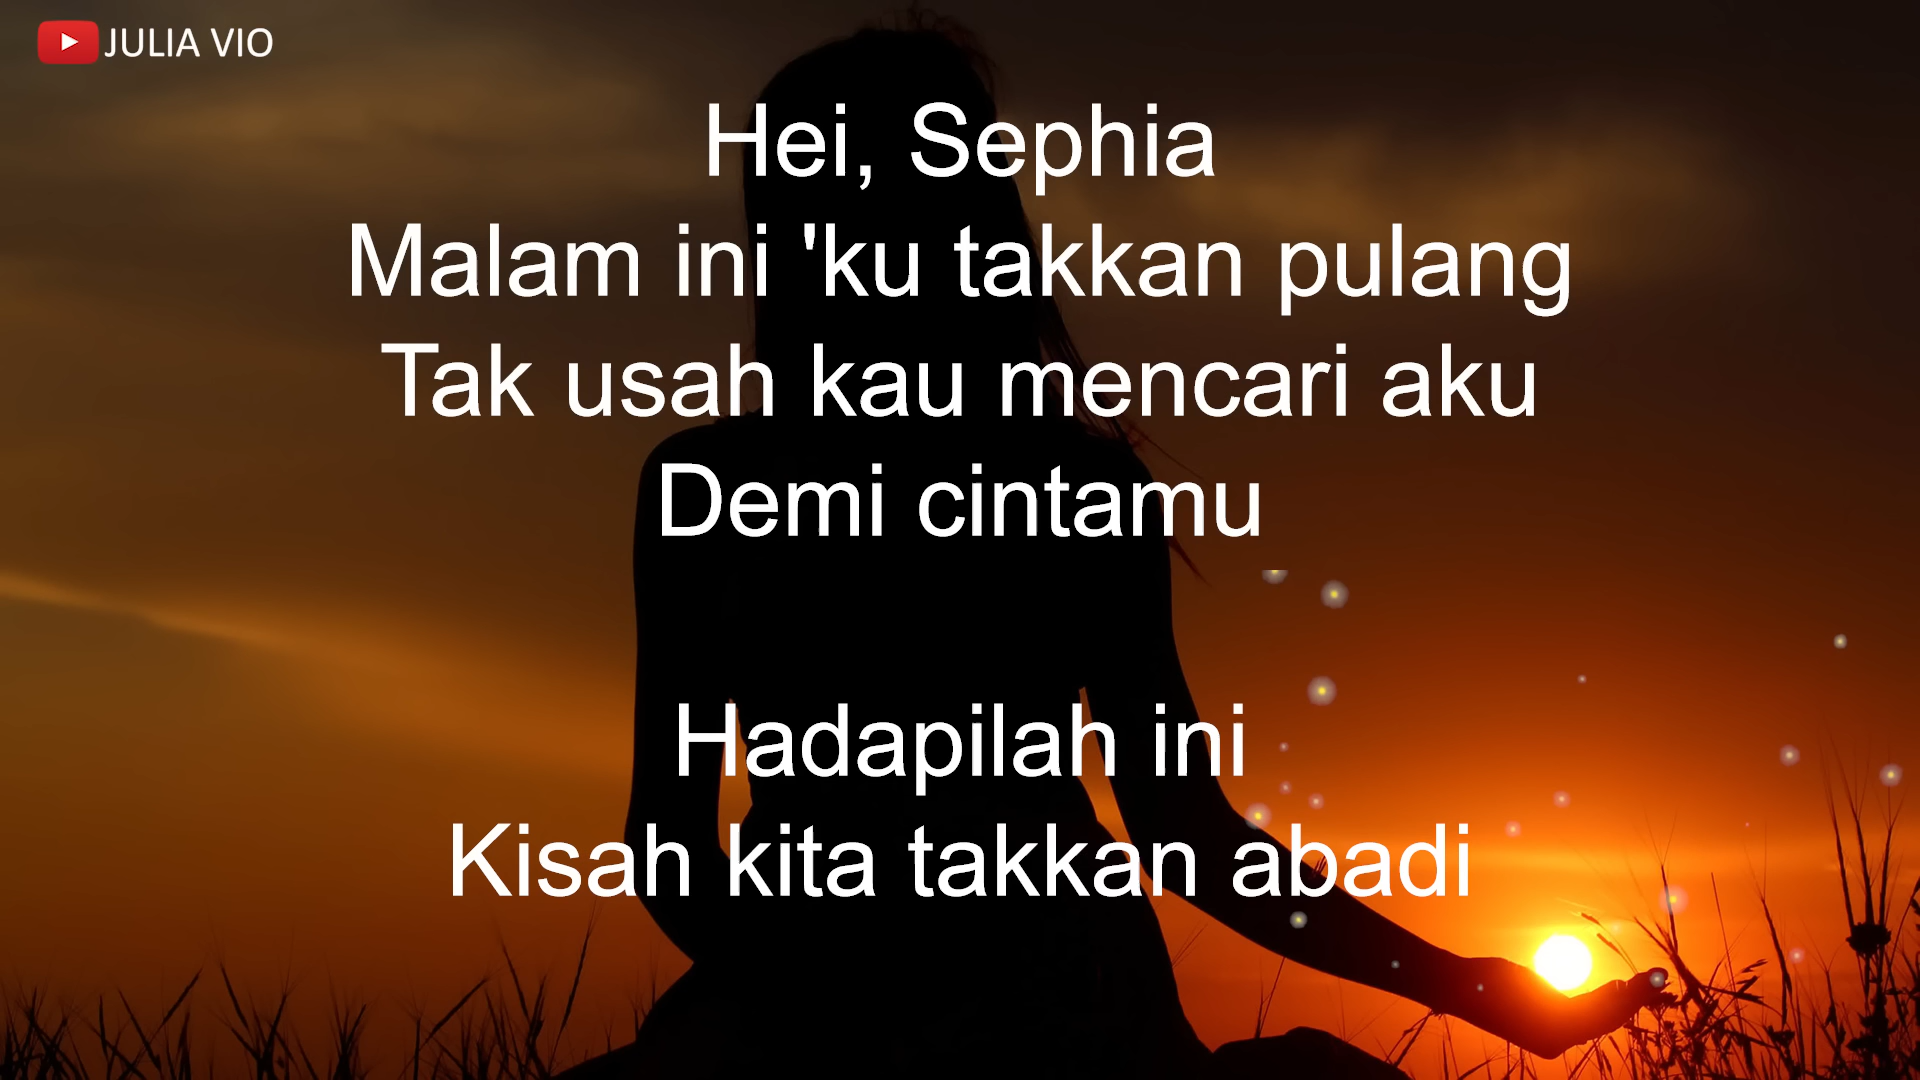 JULIA VIO
Hei, Sephia
Malam ini 'ku takkan pulang
Tak usah kau mencari aku
Demi cintamu
Hadapilah ini
Kisah kita takkan abadi